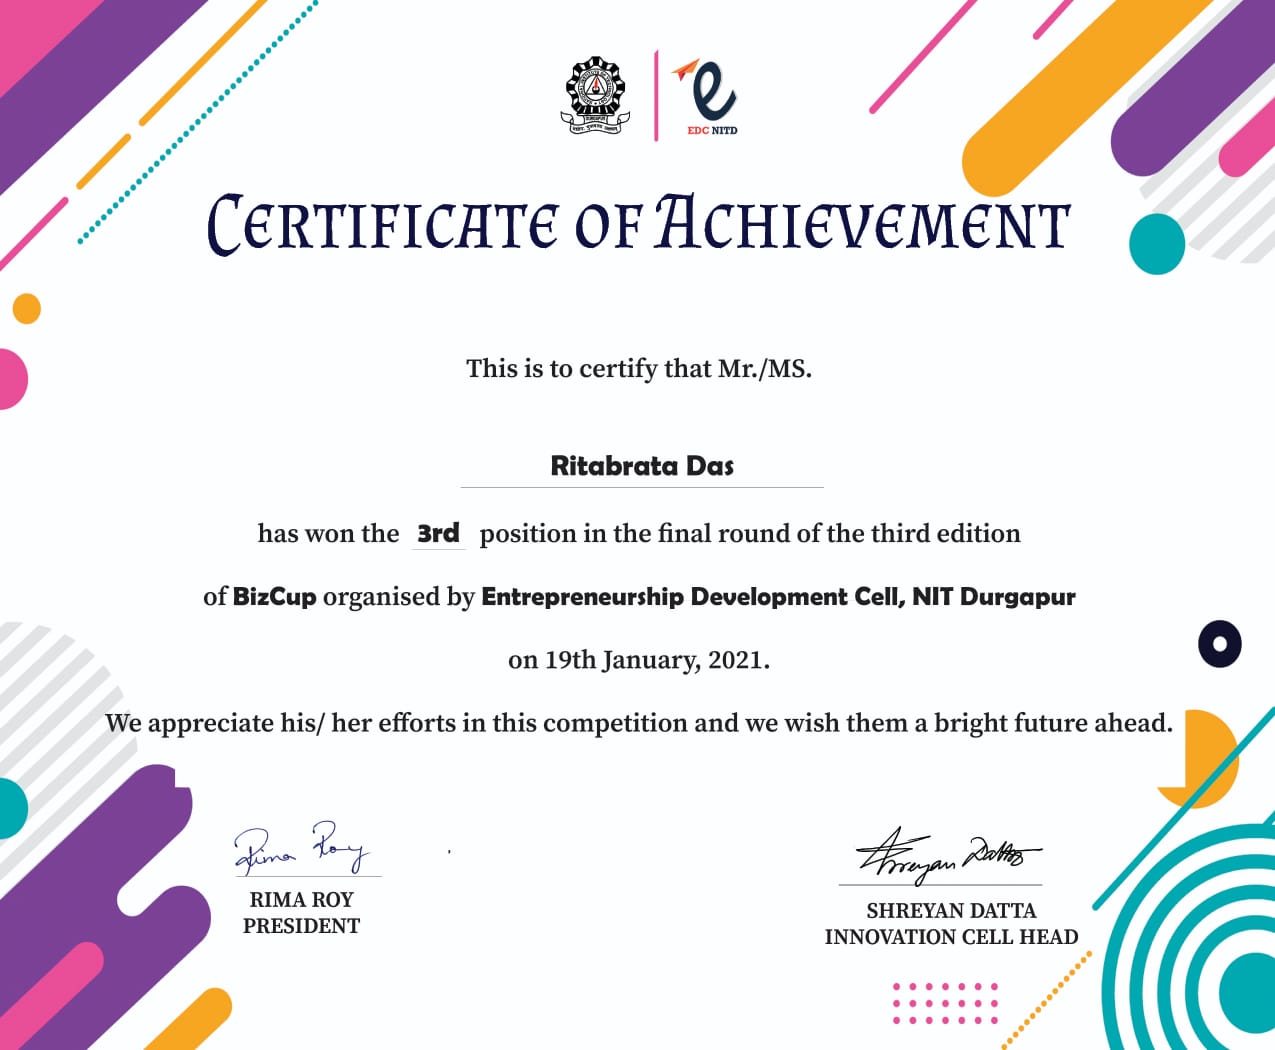 EDC NITD
CERTIFICATE OF ACHIEVEMENT
This is to certify that Mr./MS.
Ritabrata Das
has won the 3rd position in the final round of the third edition
of BizCup organised by Entrepreneurship Development Cell, NIT Durgapur
on 19th January, 2021.
We appreciate his/ her efforts in this competition and we wish them a bright future ahead.
Rima Roy
RIMA ROY
PRESIDENT
Shreyan Datta
SHREYAN DATTA
INNOVATION CELL HEAD